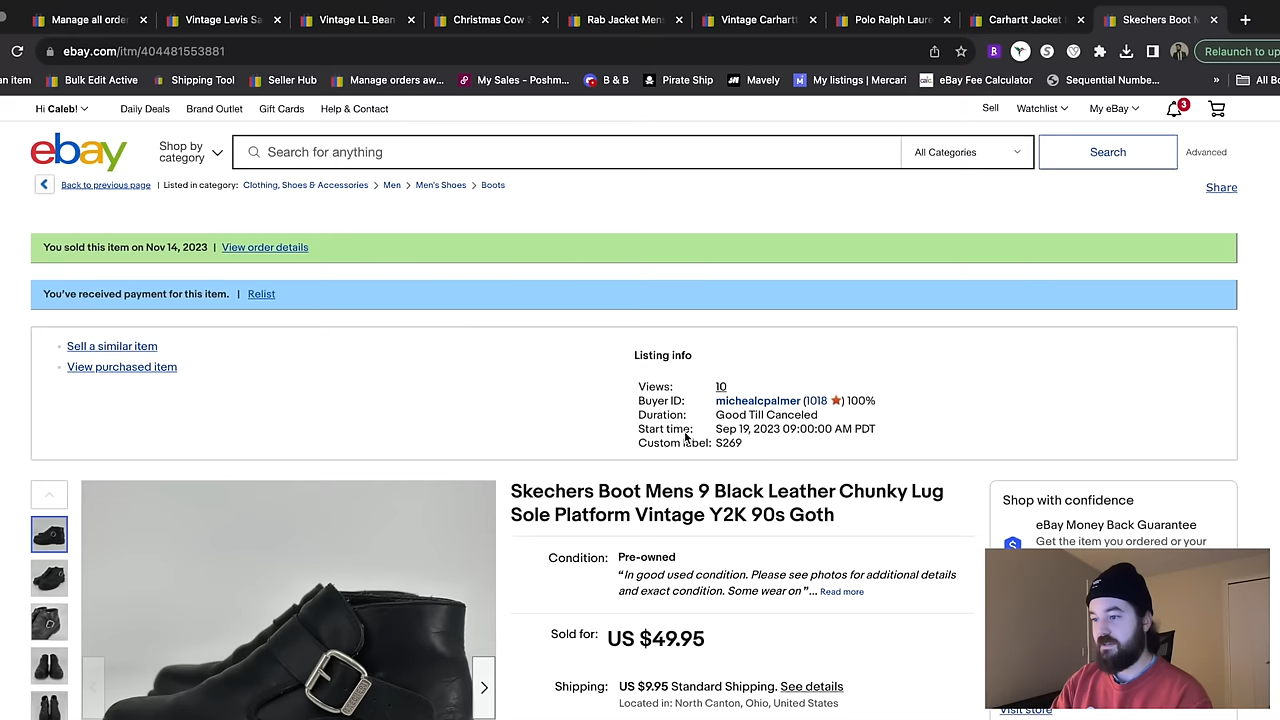 Manage all order
Vintage Levis Sa
Vintage LL Bean
Christmas Cow
Rab Jacket Mens
Vintage Carhartt
Polo Ralph Laure
Carhartt Jacket
Skechers Boot M
ebay.com/itm/404481553881
Relaunch to up
an item
Bulk Edit Active
Shipping Tool
Seller Hub
Manage orders aw...
My Sales - Poshm...
B & B
Pirate Ship
Mavely
My listings | Mercari
eBay Fee Calculator
Sequential Numbe...
»
All Bo
Hi Caleb!
Daily Deals
Brand Outlet
Gift Cards
Help & Contact
Sell
Watchlist
My eBay
3
ebay
Shop by
category
Search for anything
All Categories
Search
Advanced
Back to previous page | Listed in category: Clothing, Shoes & Accessories > Men > Men's Shoes > Boots
Share
You sold this item on Nov 14, 2023 | View order details
You've received payment for this item. | Relist
Sell a similar item
View purchased item
Listing info
Views: 10
Buyer ID: michealcpalmer (1018 ) 100%
Duration: Good Till Canceled
Start time: Sep 19, 2023 09:00:00 AM PDT
Custom label: S269
Skechers Boot Mens 9 Black Leather Chunky Lug
Sole Platform Vintage Y2K 90s Goth
Condition: Pre-owned
“In good used condition. Please see photos for additional details
and exact condition. Some wear on”... Read more
Sold for: US $49.95
Shipping: US $9.95 Standard Shipping. See details
Located in: North Canton, Ohio, United States
Shop with confidence
eBay Money Back Guarantee
Get the item you ordered or your
Visit store